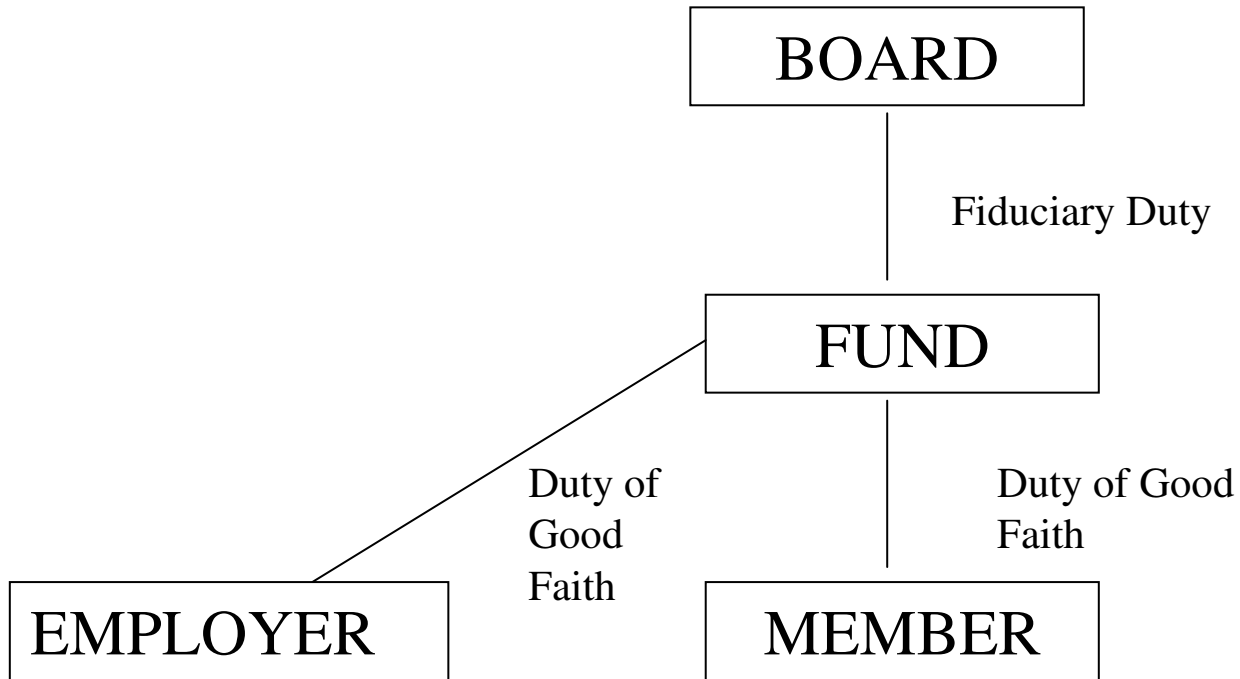 BOARD
Fiduciary Duty
FUND
Duty of
Good
Faith
Duty of Good
Faith
EMPLOYER
MEMBER